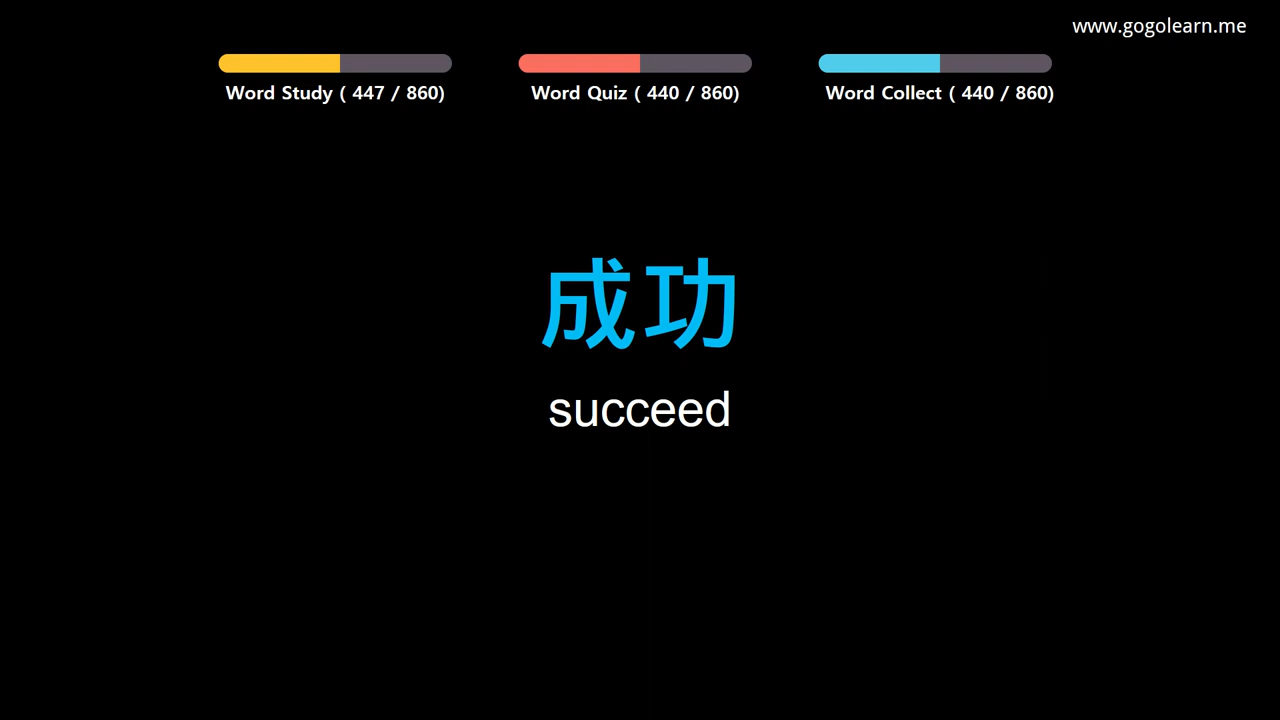 www.gogolearn.me
Word Study ( 447 / 860)
Word Quiz ( 440 / 860)
Word Collect ( 440 / 860)
成功
succeed